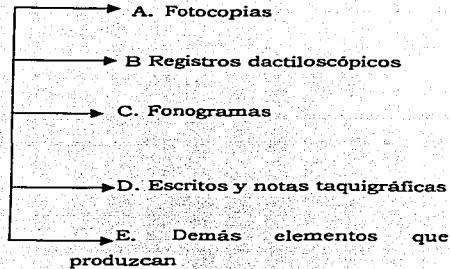 A. Fotocopias
B Registros dactiloscópicos
C. Fonogramas
D. Escritos y notas taquigráficas
E. Demás elementos que
produzcan